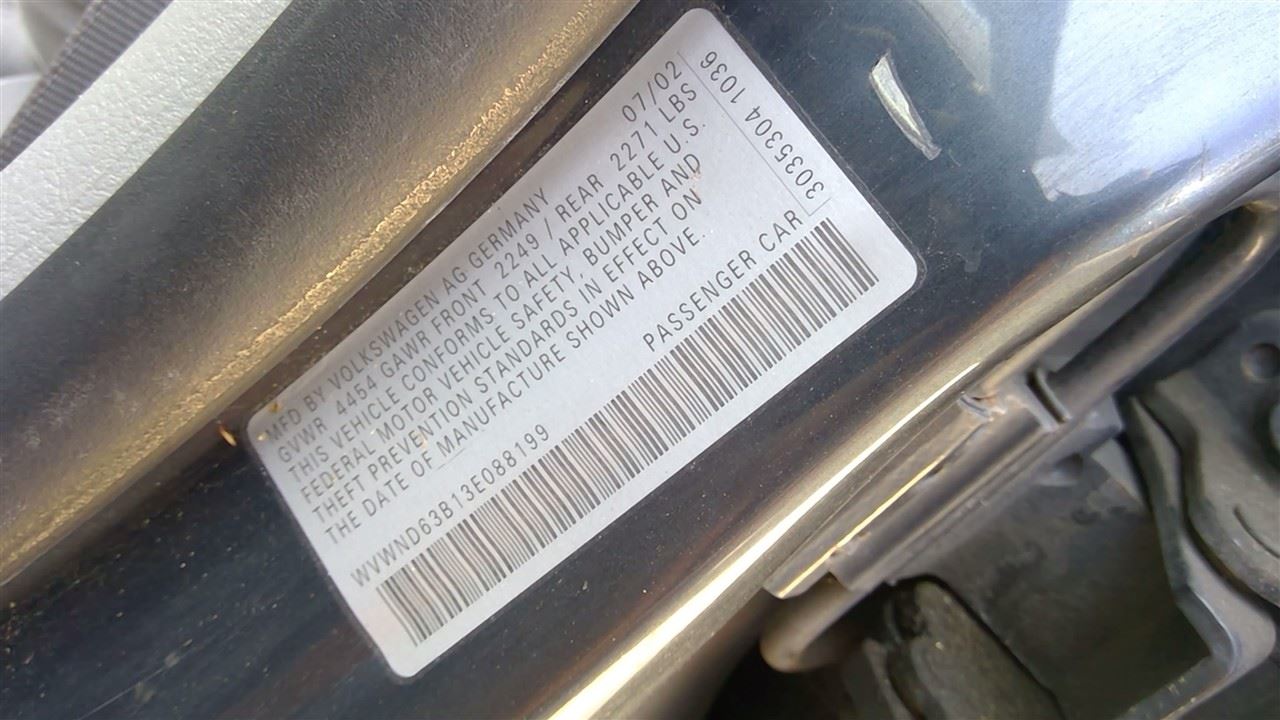 MFD BY VOLKSWAGEN AG GERMANY 07/02
GVWR 4454 GAWR FRONT 2249 / REAR 2271 LBS
THIS VEHICLE CONFORMS TO ALL APPLICABLE U.S.
FEDERAL MOTOR VEHICLE SAFETY, BUMPER AND
THEFT PREVENTION STANDARDS IN EFFECT ON
THE DATE OF MANUFACTURE SHOWN ABOVE.
WVWND63B13E088199 PASSENGER CAR
3035304 1036